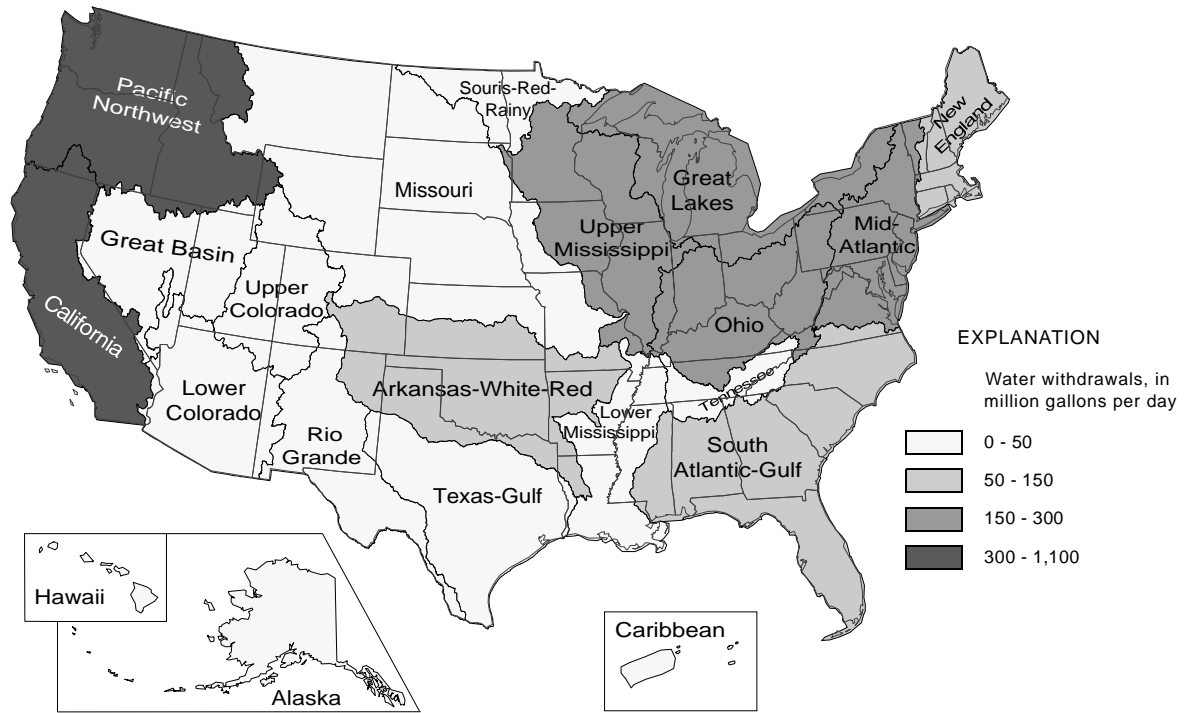 Pacific
Northwest
Souris-Red-
Rainy
New
England
Missouri
Great
Lakes
Great Basin
Upper
Mississippi
Mid-
Atlantic
Upper
Colorado
California
Ohio
Lower
Colorado
Arkansas-White-Red
Tennessee
Lower
Mississippi
Rio
Grande
South
Atlantic-Gulf
Texas-Gulf
Hawaii
Alaska
Caribbean
EXPLANATION
Water withdrawals, in
million gallons per day
0 - 50
50 - 150
150 - 300
300 - 1,100